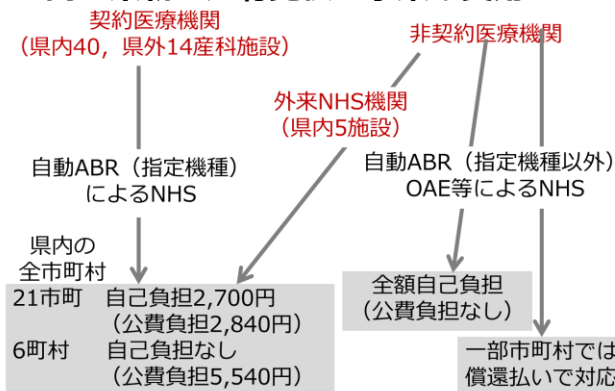 契約医療機関
（県内40，県外14産科施設）
非契約医療機関
外来NHS機関
（県内5施設）
自動ABR（指定機種）
によるNHS
自動ABR（指定機種以外）
OAE等によるNHS
県内の
全市町村
21市町 自己負担2,700円
（公費負担2,840円）
6町村 自己負担なし
（公費負担5,540円）
全額自己負担
（公費負担なし）
一部市町村では
償還払いで対応